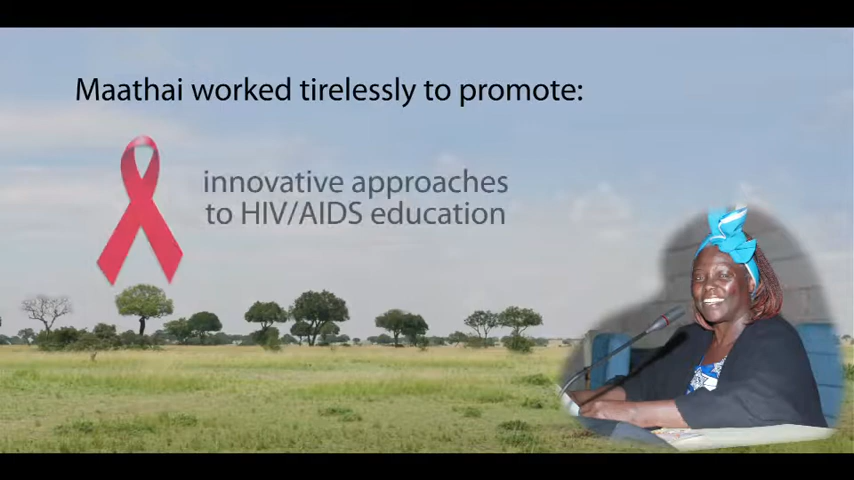 Maathai worked tirelessly to promote:
innovative approaches
to HIV/AIDS education